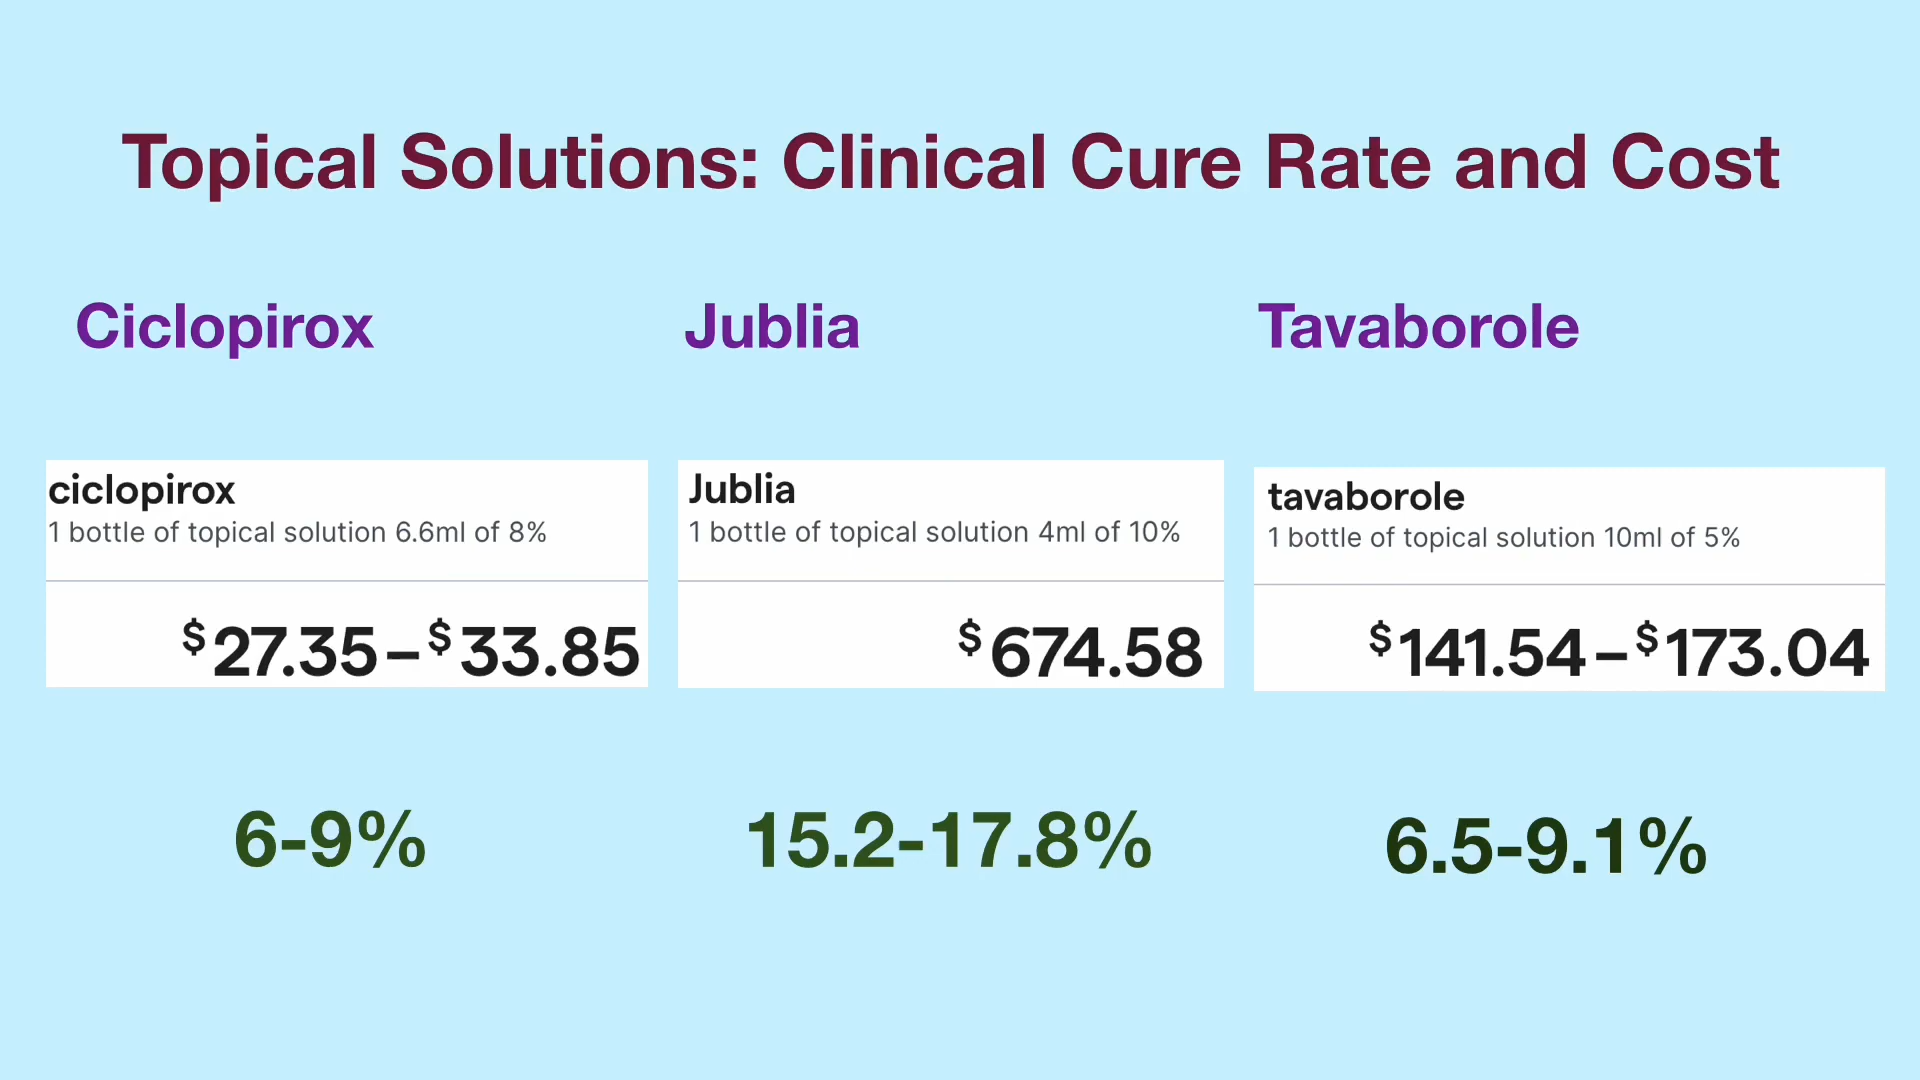 Topical Solutions: Clinical Cure Rate and Cost
Ciclopirox
Jublia
Tavaborole
ciclopirox
1 bottle of topical solution 6.6ml of 8%
$27.35–$33.85
Jublia
1 bottle of topical solution 4ml of 10%
$674.58
tavaborole
1 bottle of topical solution 10ml of 5%
$141.54–$173.04
6-9%
15.2-17.8%
6.5-9.1%